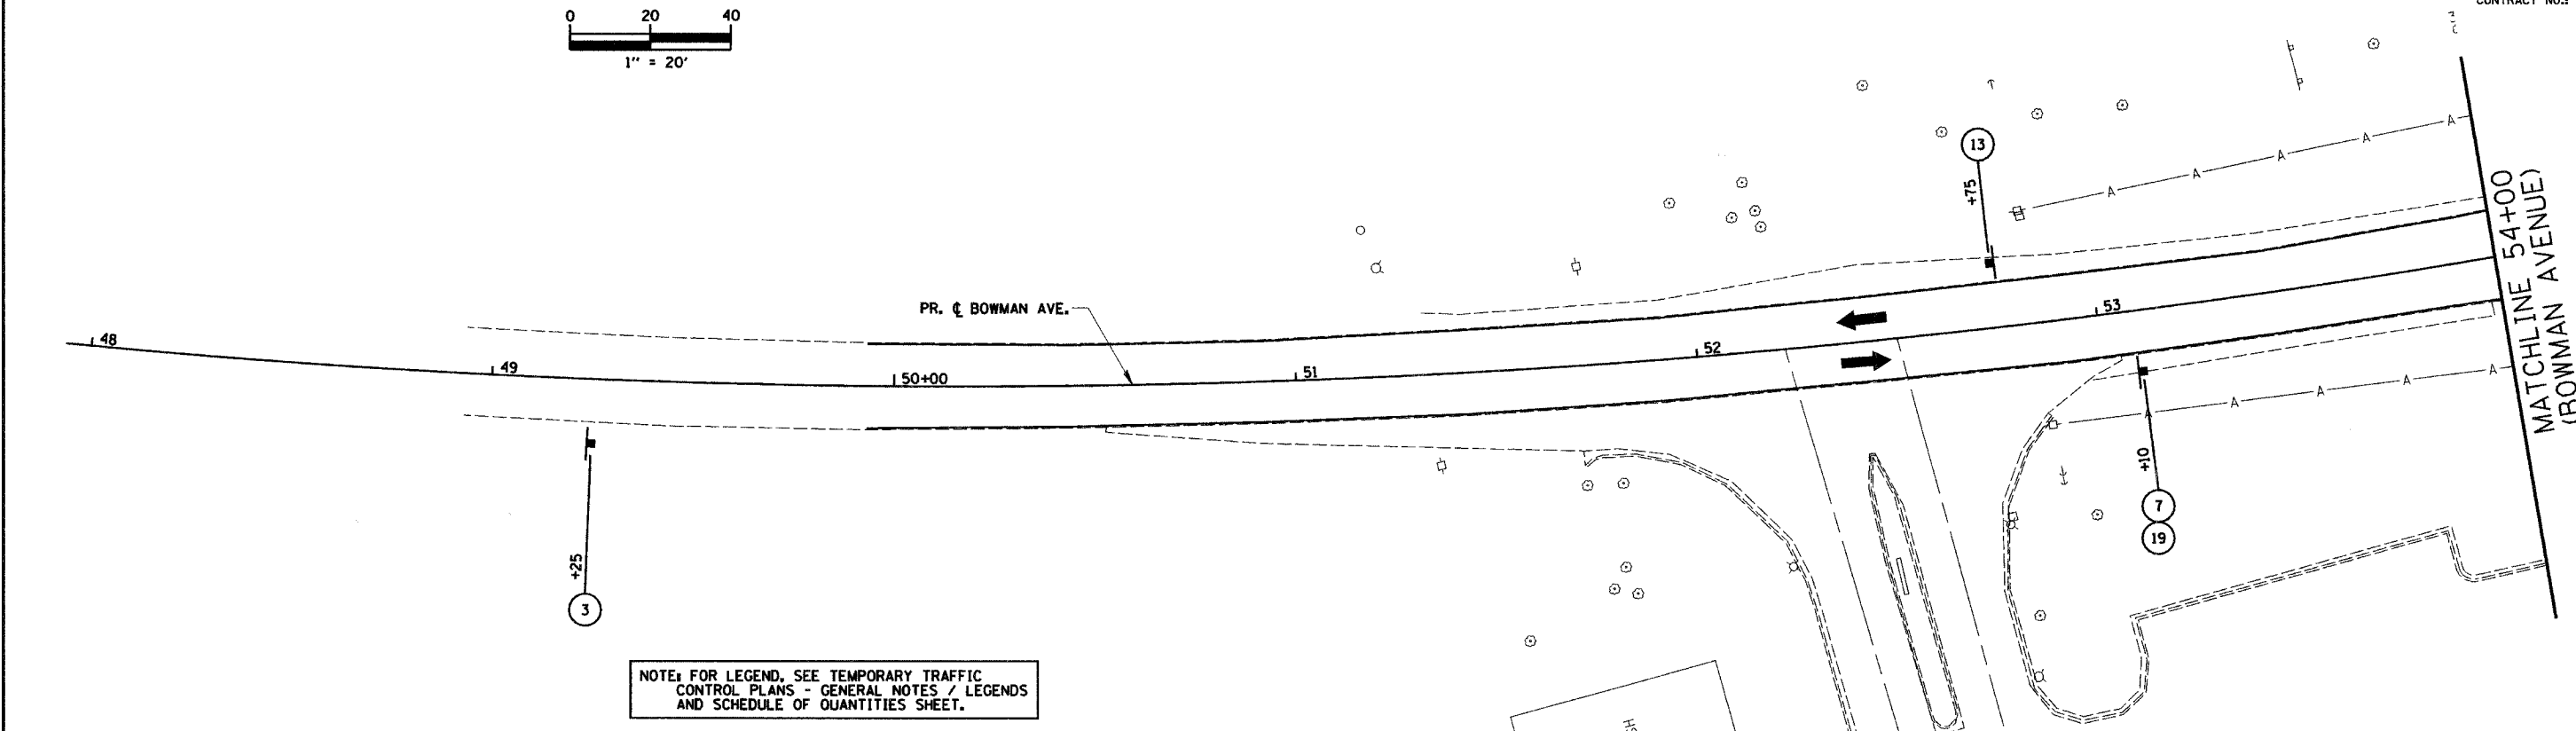 CONTRACT NO.:
0 20 40
1" = 20'
13
+75
A A A A A
MATCHLINE 54+00
(BOWMAN AVENUE)
PR. ℄ BOWMAN AVE.
48
49
50+00
51
52
53
A A A A A
+25
3
+10
7
19
NOTE: FOR LEGEND, SEE TEMPORARY TRAFFIC
CONTROL PLANS - GENERAL NOTES / LEGENDS
AND SCHEDULE OF QUANTITIES SHEET.